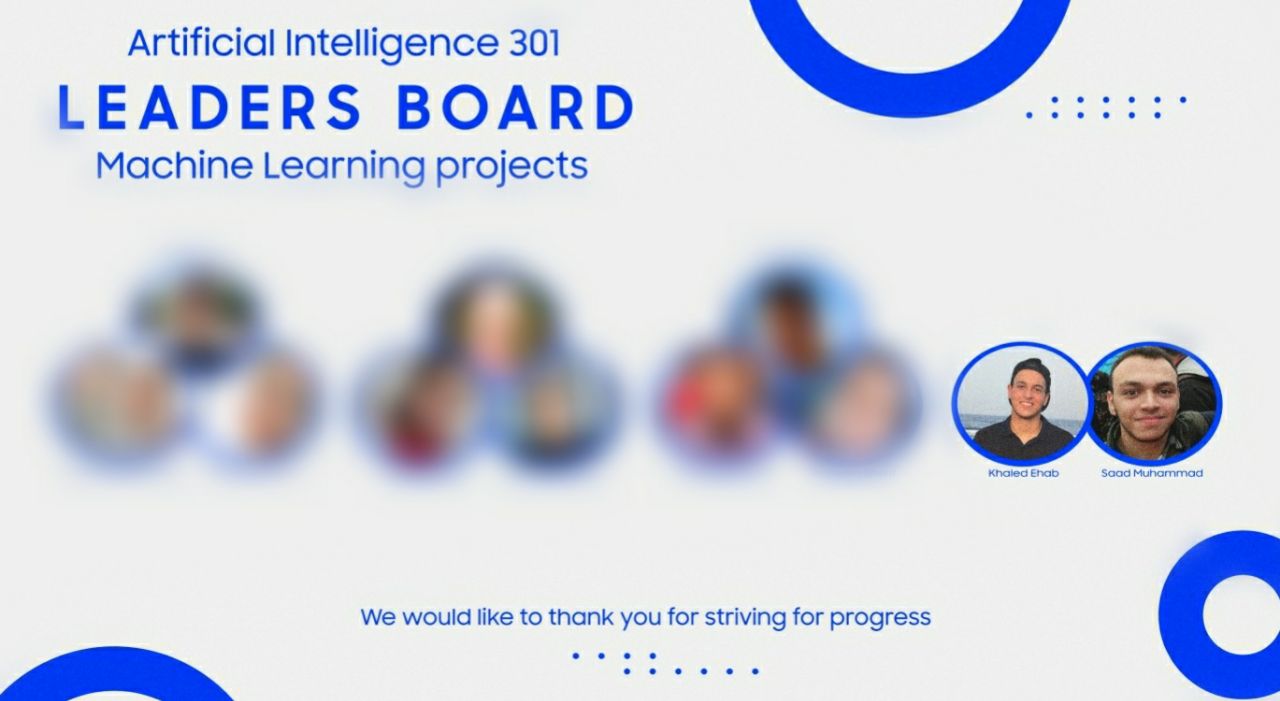 Artificial Intelligence 301
LEADERS BOARD
Machine Learning projects
Khaled Ehab
Saad Muhammad
We would like to thank you for striving for progress